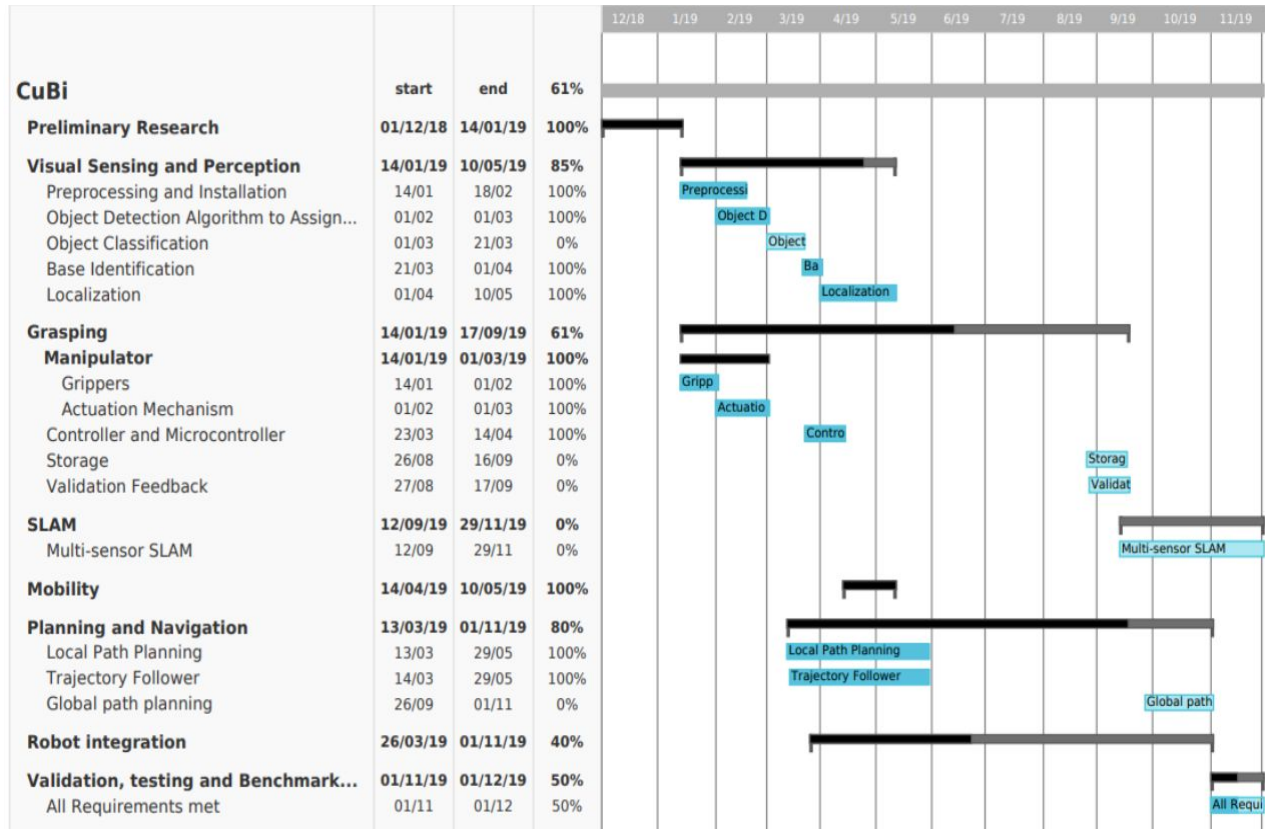 12/18 1/19 2/19 3/19 4/19 5/19 6/19 7/19 8/19 9/19 10/19 11/19
CuBi start end 61%
Preliminary Research 01/12/18 14/01/19 100%
Visual Sensing and Perception 14/01/19 10/05/19 85%
Preprocessing and Installation 14/01 18/02 100% Preprocessi
Object Detection Algorithm to Assign... 01/02 01/03 100% Object D
Object Classification 01/03 21/03 0% Object
Base Identification 21/03 01/04 100% Ba
Localization 01/04 10/05 100% Localization
Grasping 14/01/19 17/09/19 61%
Manipulator 14/01/19 01/03/19 100%
Grippers 14/01 01/02 100% Gripp
Actuation Mechanism 01/02 01/03 100% Actuatio
Controller and Microcontroller 23/03 14/04 100% Contro
Storage 26/08 16/09 0% Storag
Validation Feedback 27/08 17/09 0% Validat
SLAM 12/09/19 29/11/19 0%
Multi-sensor SLAM 12/09 29/11 0% Multi-sensor SLAM
Mobility 14/04/19 10/05/19 100%
Planning and Navigation 13/03/19 01/11/19 80%
Local Path Planning 13/03 29/05 100% Local Path Planning
Trajectory Follower 14/03 29/05 100% Trajectory Follower
Global path planning 26/09 01/11 0% Global path
Robot integration 26/03/19 01/11/19 40%
Validation, testing and Benchmark... 01/11/19 01/12/19 50%
All Requirements met 01/11 01/12 50% All Requi